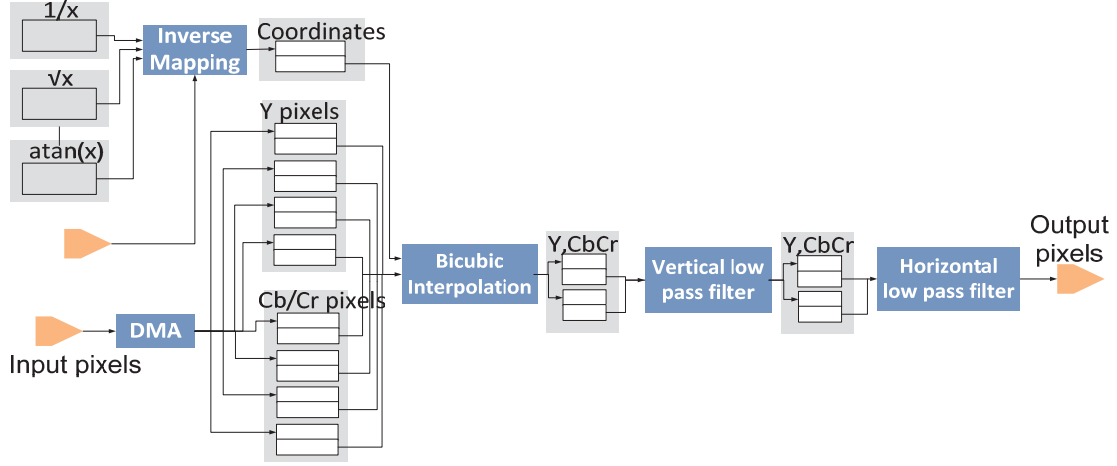 1/x
√x
atan(x)
Inverse
Mapping
Coordinates
Y pixels
Cb/Cr pixels
DMA
Input pixels
Bicubic
Interpolation
Y,CbCr
Vertical low
pass filter
Y,CbCr
Horizontal
low pass filter
Output
pixels